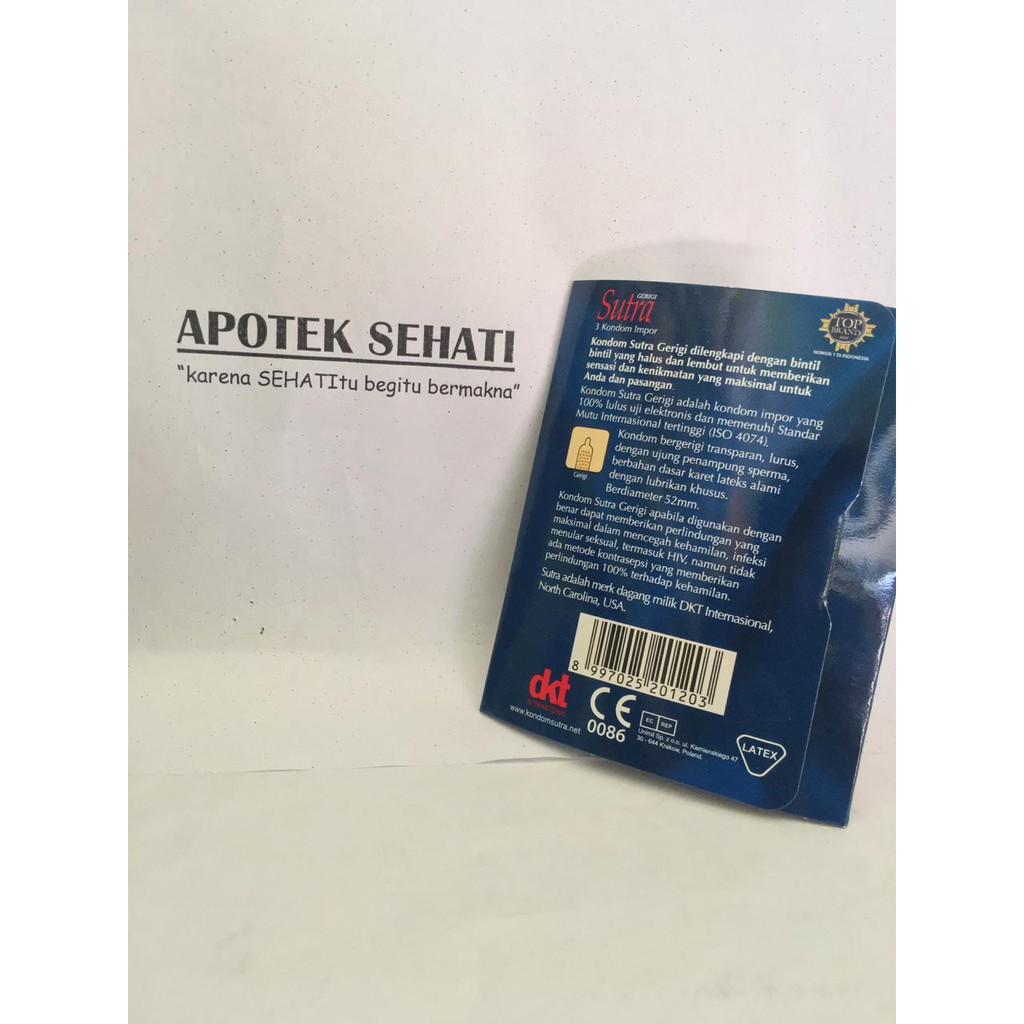 APOTEK SEHATI
“karena SEHATItu begitu bermakna”
GERIGI
Sutra
3 Kondom Impor
TOP
BRAND
NOMOR 1 DI INDONESIA
Kondom Sutra Gerigi dilengkapi dengan bintil
bintil yang halus dan lembut untuk memberikan
sensasi dan kenikmatan yang maksimal untuk
Anda dan pasangan.
Kondom Sutra Gerigi adalah kondom impor yang
100% lulus uji elektronis dan memenuhi Standar
Mutu Internasional tertinggi (ISO 4074).
Kondom bergerigi transparan, lurus,
dengan ujung penampung sperma,
berbahan dasar karet lateks alami
dengan lubrikan khusus.
Berdiameter 52mm.
Gerigi
Kondom Sutra Gerigi apabila digunakan dengan
benar dapat memberikan perlindungan yang
maksimal dalam mencegah kehamilan, infeksi
menular seksual, termasuk HIV, namun tidak
ada metode kontrasepsi yang memberikan
perlindungan 100% terhadap kehamilan.
Sutra adalah merk dagang milik DKT Internasional,
North Carolina, USA.
8 997025 201203
dkt
www.kondomsutra.net
CE
0086
EC REP
Unimil Sp. z o.o. ul. Kamienskiego 47
30 - 644 Krakow, Poland.
LATEX